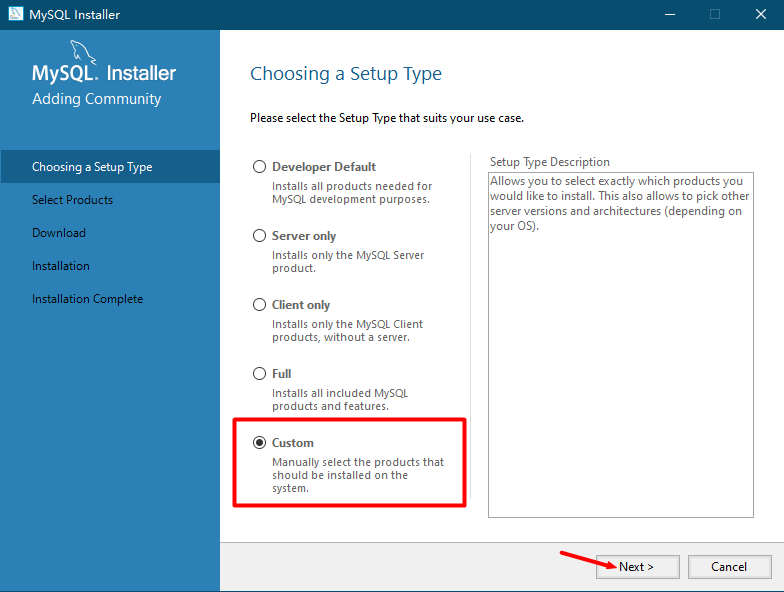 MySQL Installer
MySQL. Installer
Adding Community
Choosing a Setup Type
Select Products
Download
Installation
Installation Complete
Choosing a Setup Type
Please select the Setup Type that suits your use case.
Developer Default
Installs all products needed for
MySQL development purposes.
Server only
Installs only the MySQL Server
product.
Client only
Installs only the MySQL Client
products, without a server.
Full
Installs all included MySQL
products and features.
Custom
Manually select the products that
should be installed on the
system.
Setup Type Description
Allows you to select exactly which products you
would like to install. This also allows to pick other
server versions and architectures (depending on
your OS).
Next >
Cancel